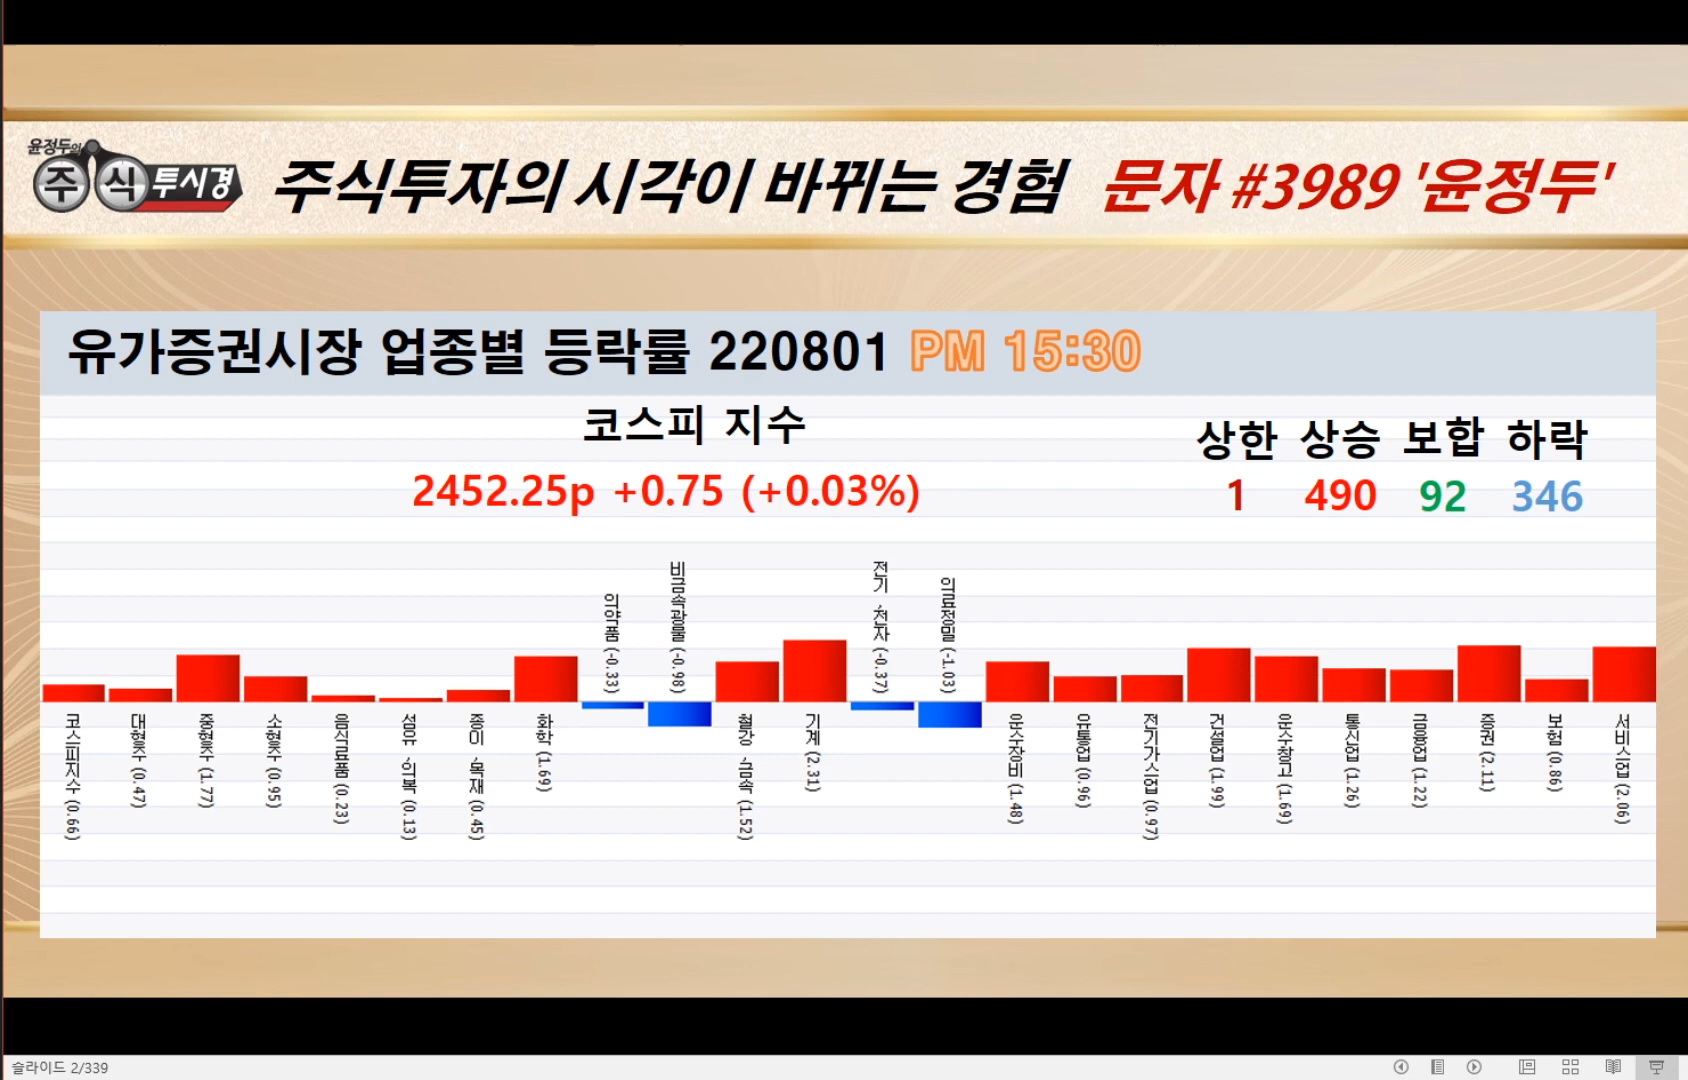 윤정두의
주식투시경
주식투자의 시각이 바뀌는 경험 문자 #3989 '윤정두'
유가증권시장 업종별 등락률 220801 PM 15:30
코스피 지수
2452.25p +0.75 (+0.03%)
상한 상승 보합 하락
1 490 92 346
코스피지수 (0.66)
대형주 (0.47)
중형주 (1.77)
소형주 (0.95)
음식료품 (0.23)
섬유·의복 (0.13)
종이·목재 (0.45)
화학 (1.69)
의약품 (-0.33)
비금속광물 (-0.98)
철강·금속 (1.52)
기계 (2.31)
전기·전자 (-0.37)
의료정밀 (-1.03)
운수장비 (1.48)
유통업 (0.96)
전기가스업 (0.97)
건설업 (1.99)
운수창고 (1.69)
통신업 (1.26)
금융업 (1.22)
증권 (2.11)
보험 (0.86)
서비스업 (2.06)
슬라이드 2/339